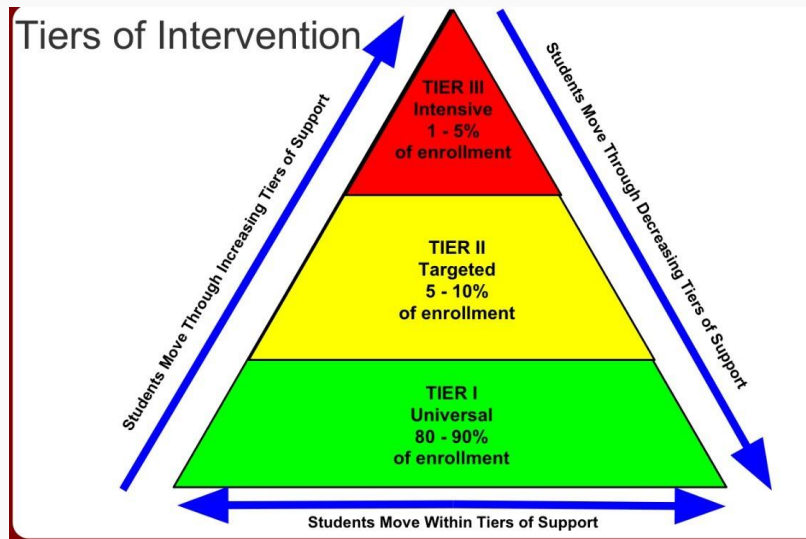 Tiers of Intervention
Students Move Through Increasing Tiers of Support
Students Move Through Decreasing Tiers of Support
TIER III
Intensive
1 - 5%
of enrollment
TIER II
Targeted
5 - 10%
of enrollment
TIER I
Universal
80 - 90%
of enrollment
Students Move Within Tiers of Support